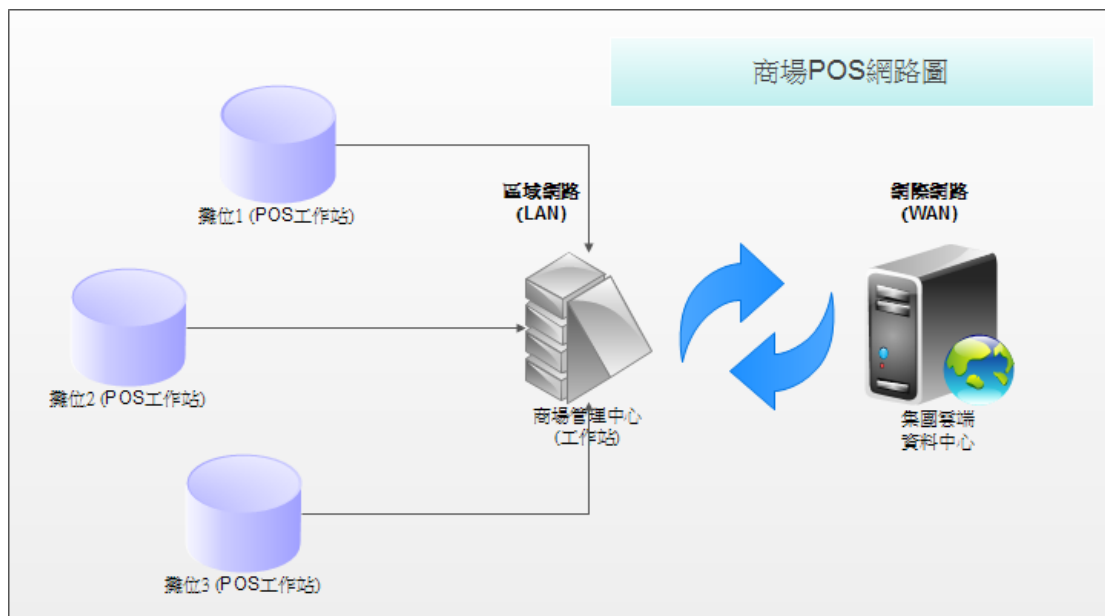 商場POS網路圖
攤位1 (POS工作站)
區域網路
(LAN)
網際網路
(WAN)
攤位2 (POS工作站)
商場管理中心
(工作站)
集團雲端
資料中心
攤位3 (POS工作站)